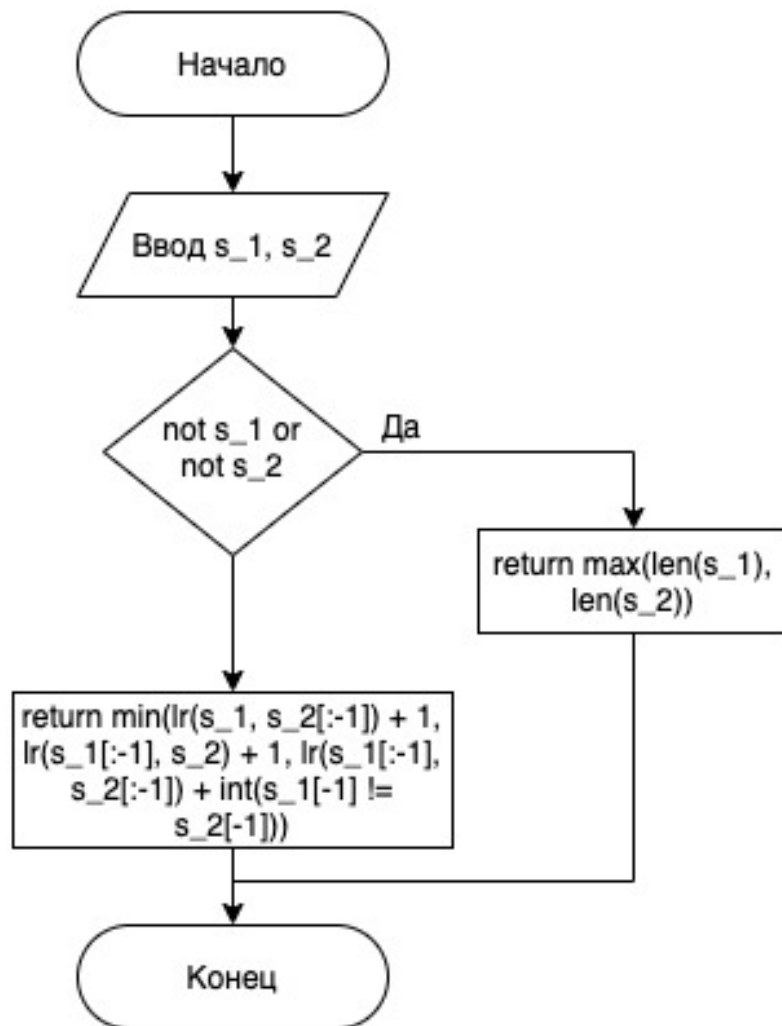 Начало
Ввод s_1, s_2
not s_1 or
not s_2
Да
return max(len(s_1),
len(s_2))
return min(lr(s_1, s_2[:-1]) + 1,
lr(s_1[:-1], s_2) + 1, lr(s_1[:-1],
s_2[:-1]) + int(s_1[-1] !=
s_2[-1]))
Конец